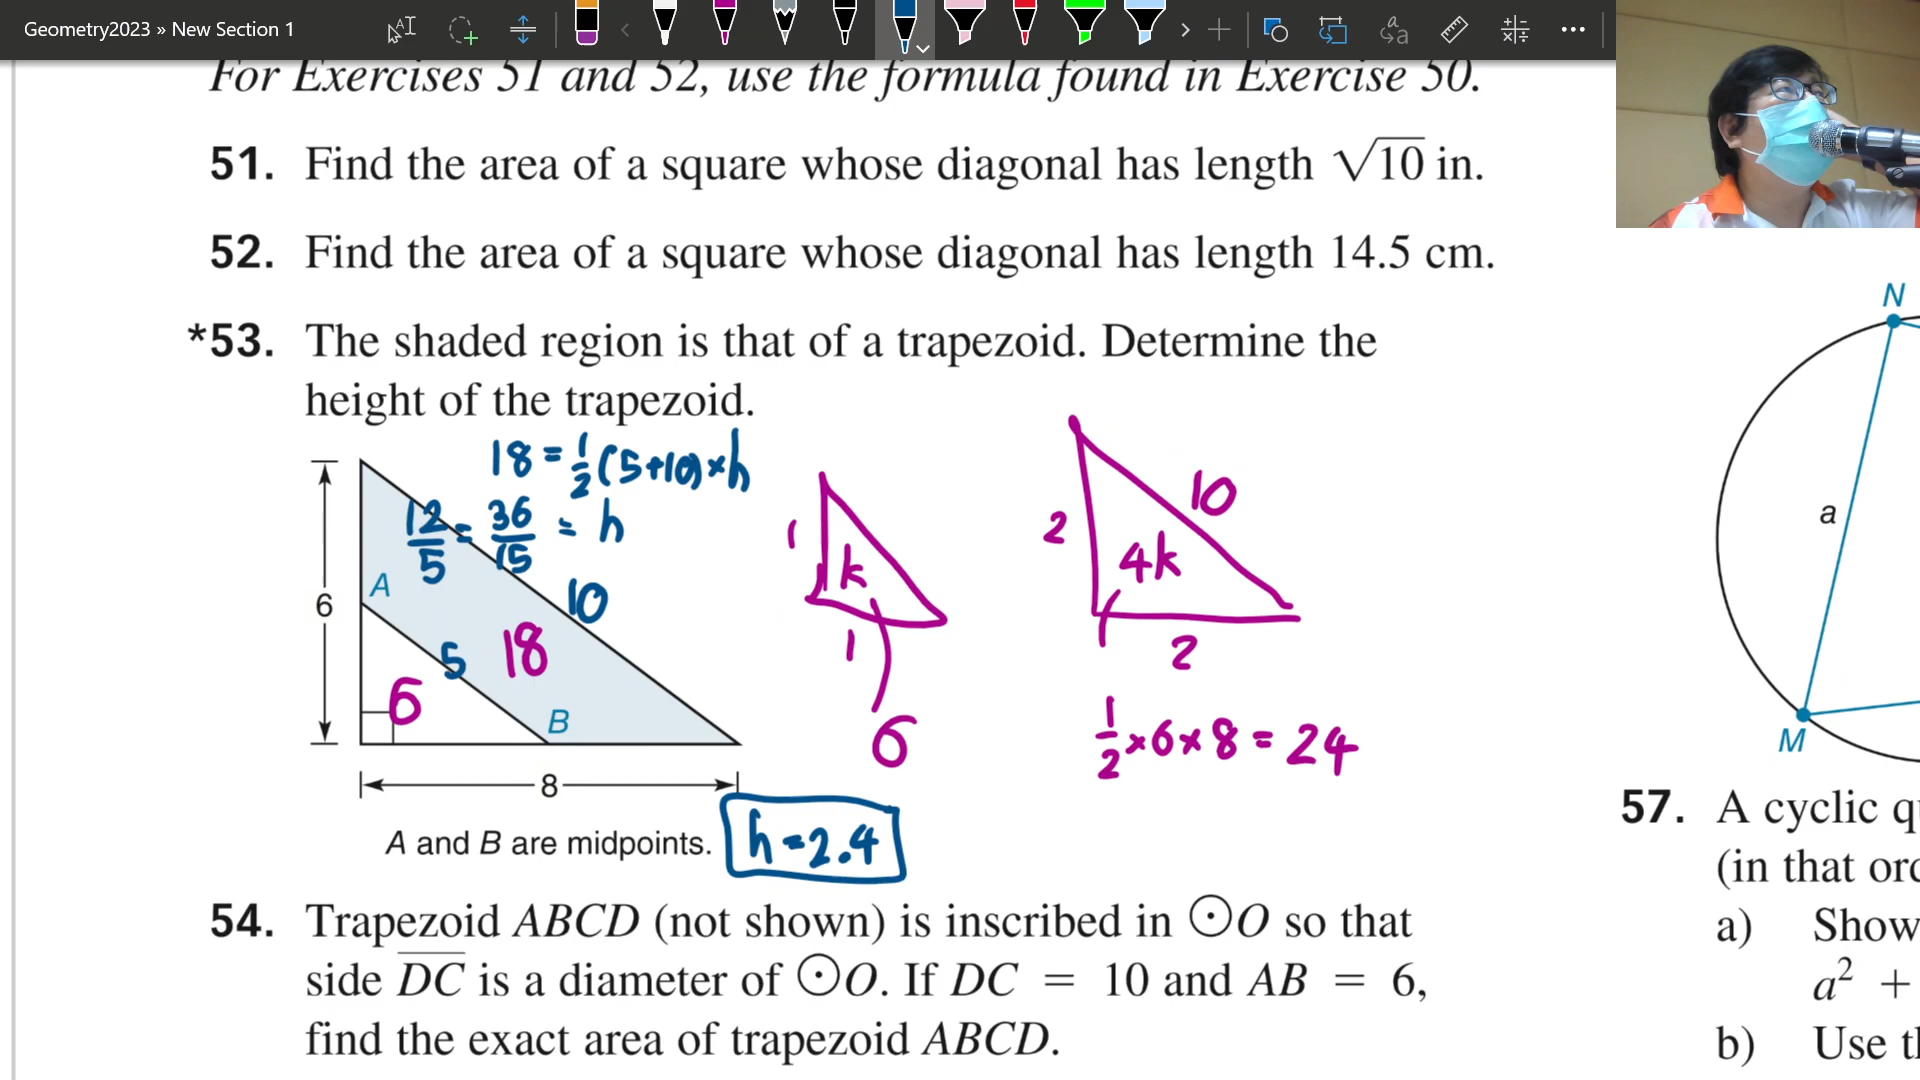 Geometry2023 » New Section 1
For Exercises 51 and 52, use the formula found in Exercise 50.
51. Find the area of a square whose diagonal has length √10 in.
52. Find the area of a square whose diagonal has length 14.5 cm.
*53. The shaded region is that of a trapezoid. Determine the
height of the trapezoid.
18 = 1/2 (5+10) × h
12/5 = 36/15 = h
A
10
6
5
18
6
B
8
A and B are midpoints.
h = 2.4
1
k
1
6
2
10
4k
2
1/2 × 6 × 8 = 24
54. Trapezoid ABCD (not shown) is inscribed in ⊙O so that
side DC is a diameter of ⊙O. If DC = 10 and AB = 6,
find the exact area of trapezoid ABCD.
N
a
M
57. A cyclic
(in that
a) Show
a² +
b) Use